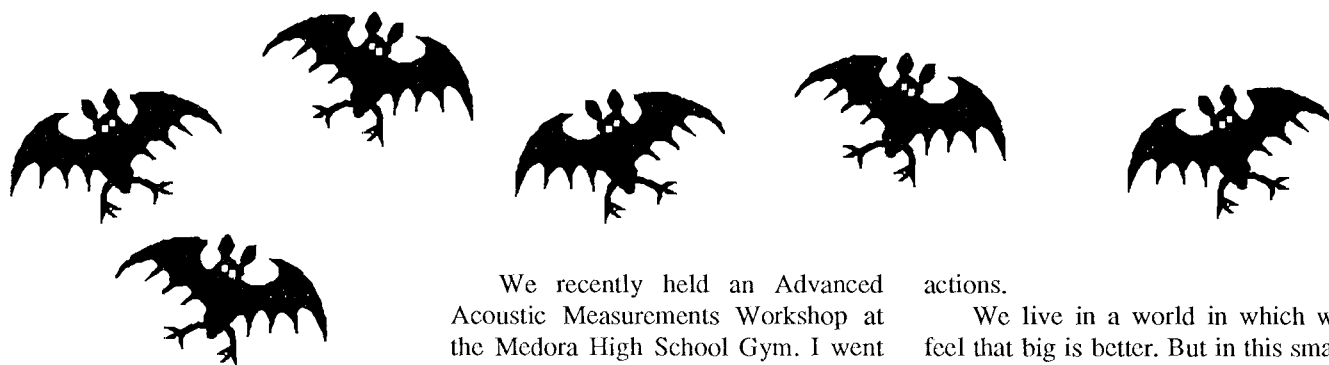 We recently held an Advanced
Acoustic Measurements Workshop at
the Medora High School Gym. I went
actions.
We live in a world in which w
feel that big is better. But in this sma